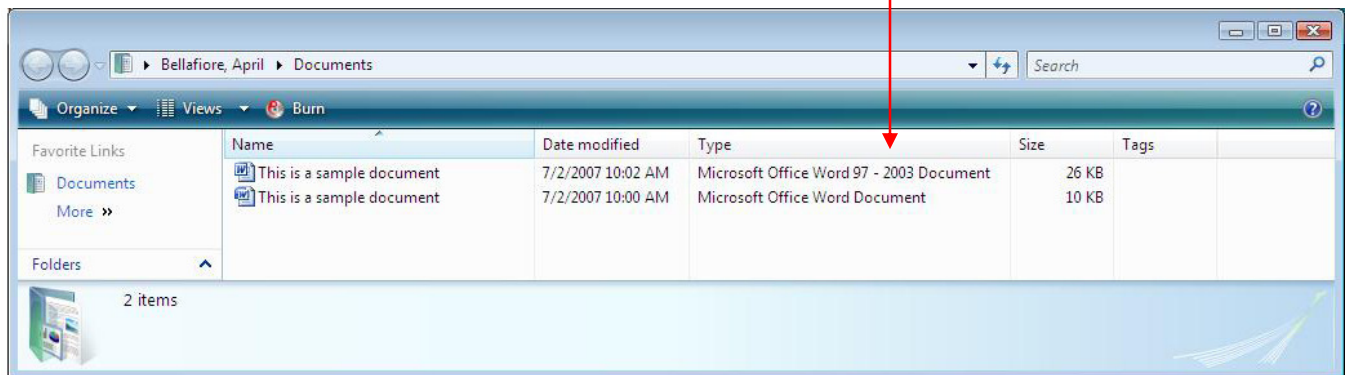 Bellafiore, April Documents Search
Organize Views Burn
Favorite Links Name Date modified Type Size Tags
Documents This is a sample document 7/2/2007 10:02 AM Microsoft Office Word 97 - 2003 Document 26 KB
More » This is a sample document 7/2/2007 10:00 AM Microsoft Office Word Document 10 KB
Folders
2 items